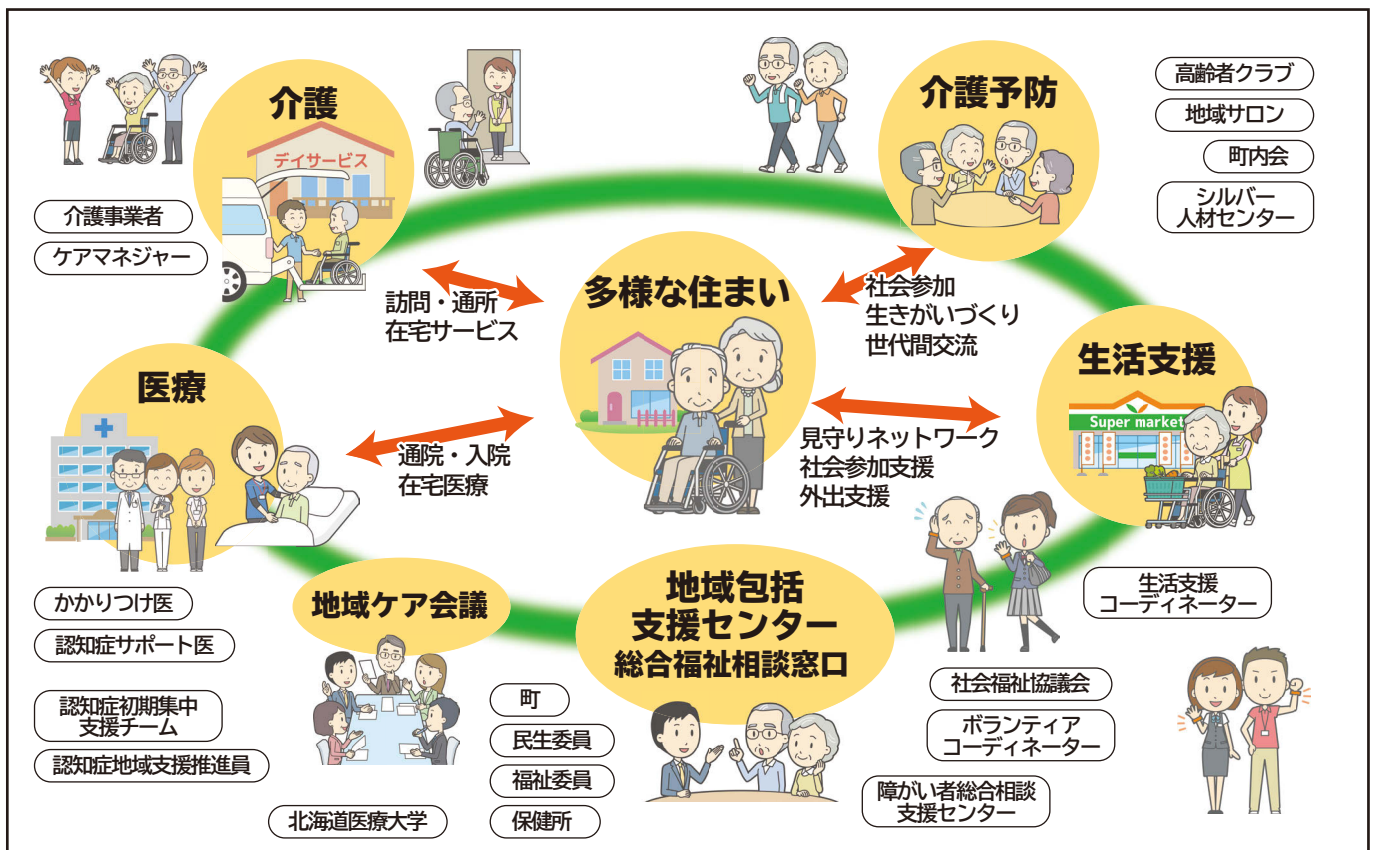 介護
デイサービス
介護事業者
ケアマネジャー
訪問・通所
在宅サービス
介護予防
高齢者クラブ
地域サロン
町内会
シルバー
人材センター
多様な住まい
社会参加
生きがいづくり
世代間交流
医療
通院・入院
在宅医療
生活支援
Super market
見守りネットワーク
社会参加支援
外出支援
かかりつけ医
認知症サポート医
認知症初期集中
支援チーム
認知症地域支援推進員
地域ケア会議
北海道医療大学
町
民生委員
福祉委員
保健所
地域包括
支援センター
総合福祉相談窓口
生活支援
コーディネーター
社会福祉協議会
ボランティア
コーディネーター
障がい者総合相談
支援センター